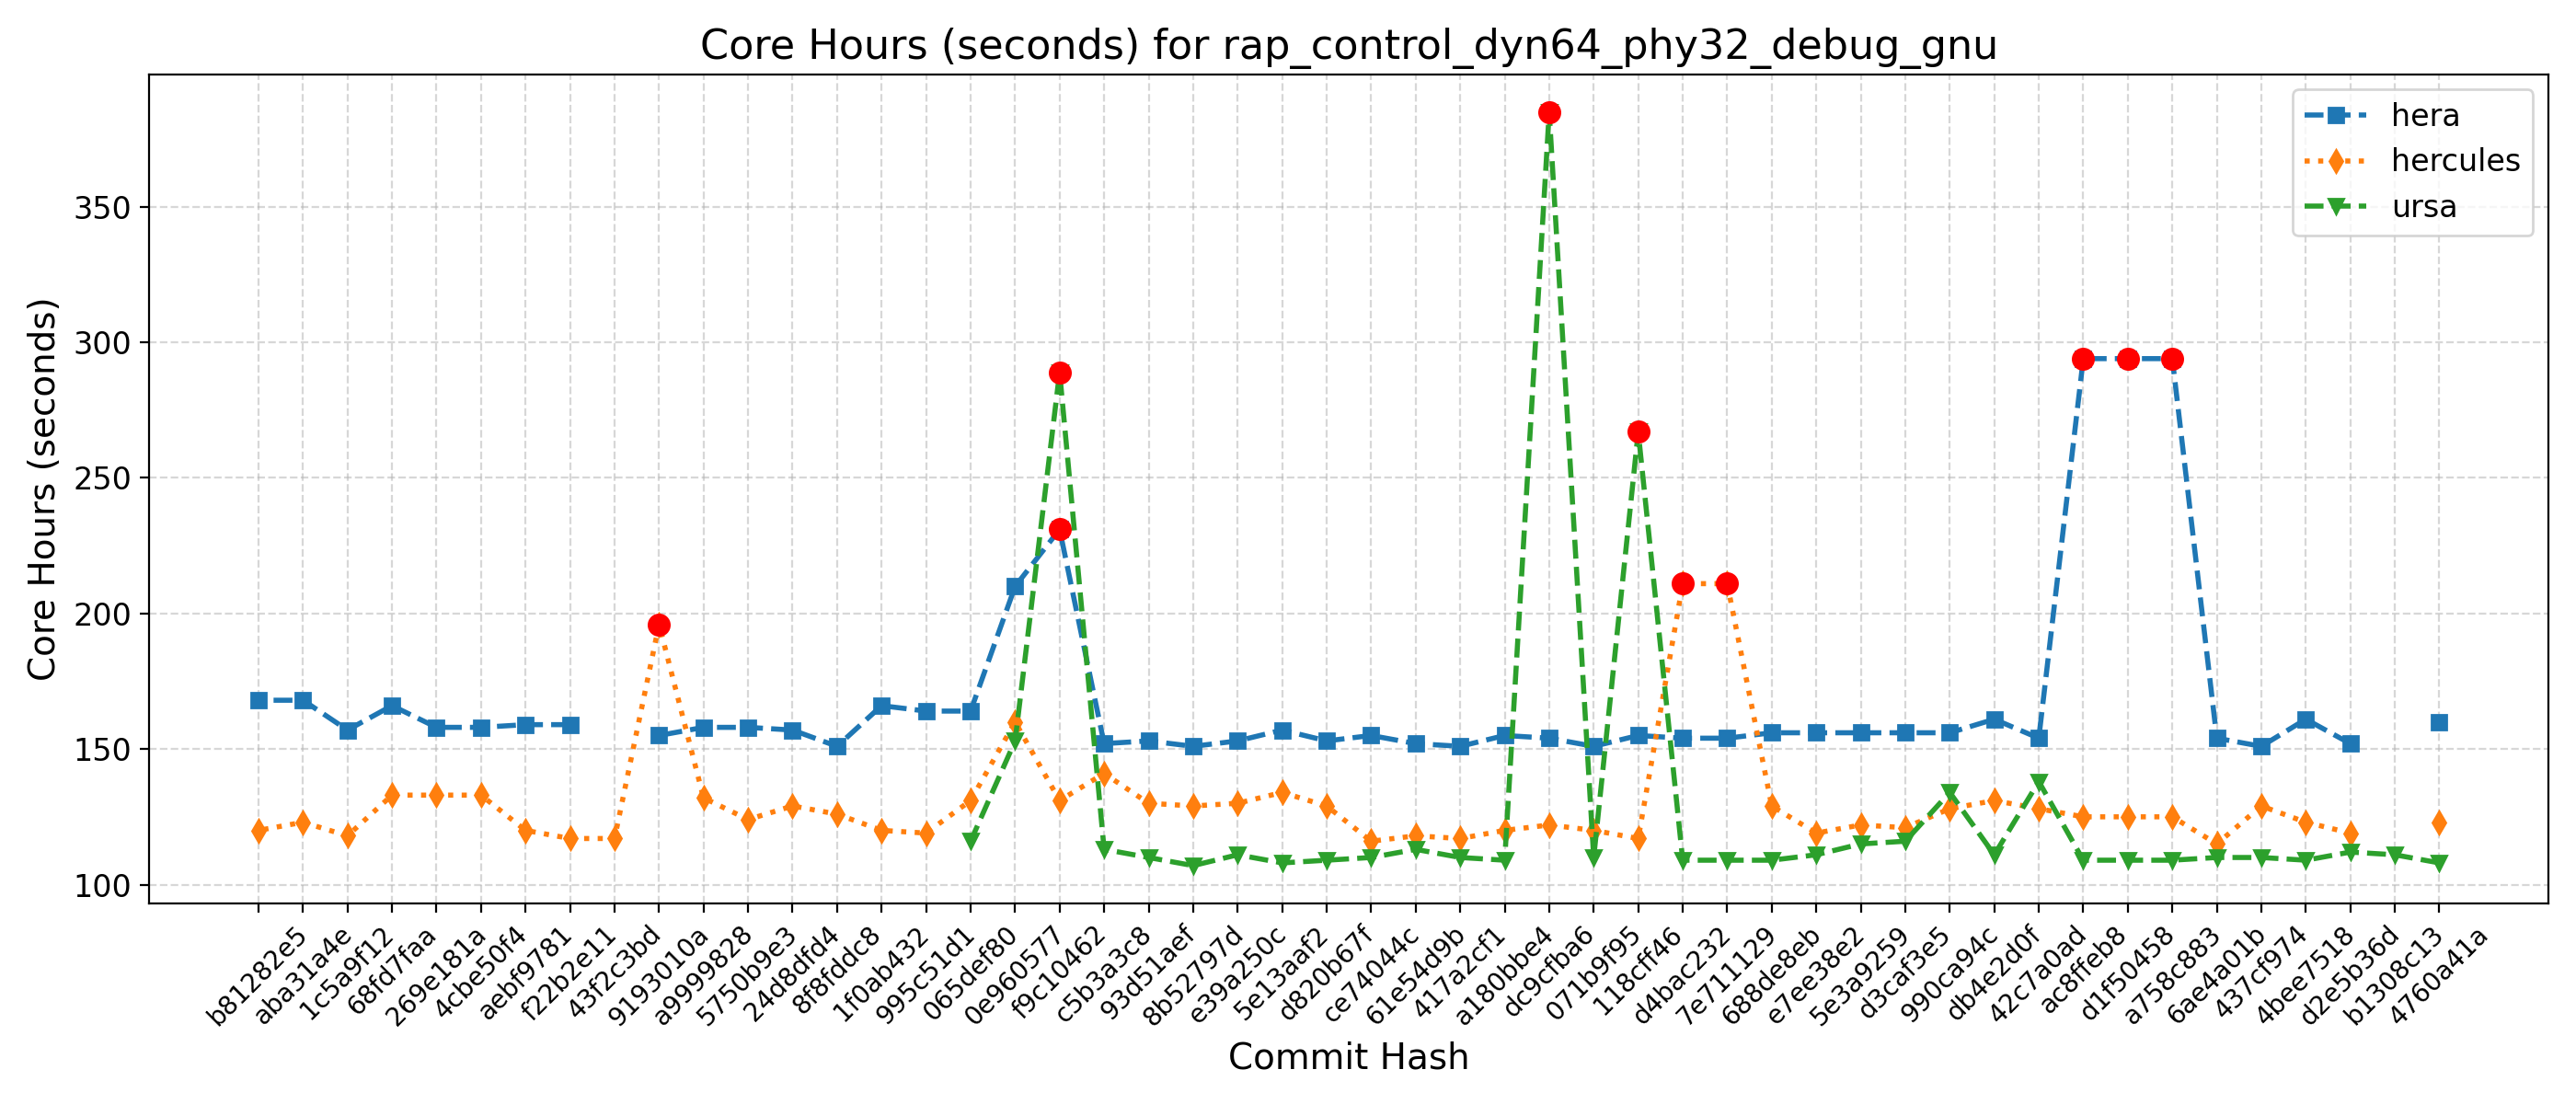 Core Hours (seconds) for rap_control_dyn64_phy32_debug_gnu
hera
hercules
ursa
Core Hours (seconds)
350
300
250
200
150
100
b81282e5
aba31a4e
1c5a9f12
68fd7faa
269e181a
4cbe50f4
aebf9781
f22b2e11
43f2c3bd
9193010a
a9999828
5750b9e3
24d8dfd4
8f8fddc8
1f0ab432
995c51d1
065def80
0e960577
f9c10462
c5b3a3c8
93d51aef
8b52797d
e39a250c
5e13aaf2
d820b67f
ce74044c
61e54d9b
417a2cf1
a180bbe4
dc9cfba6
071b9f95
118cff46
d4bac232
7e711129
688de8eb
e7ee38e2
5e3a9259
d3caf3e5
990ca94c
db4e2d0f
42c7a0ad
ac8ffeb8
d1f50458
a758c883
6ae4a01b
437cf974
4bee7518
d2e5b36d
b1308c13
4760a41a
Commit Hash